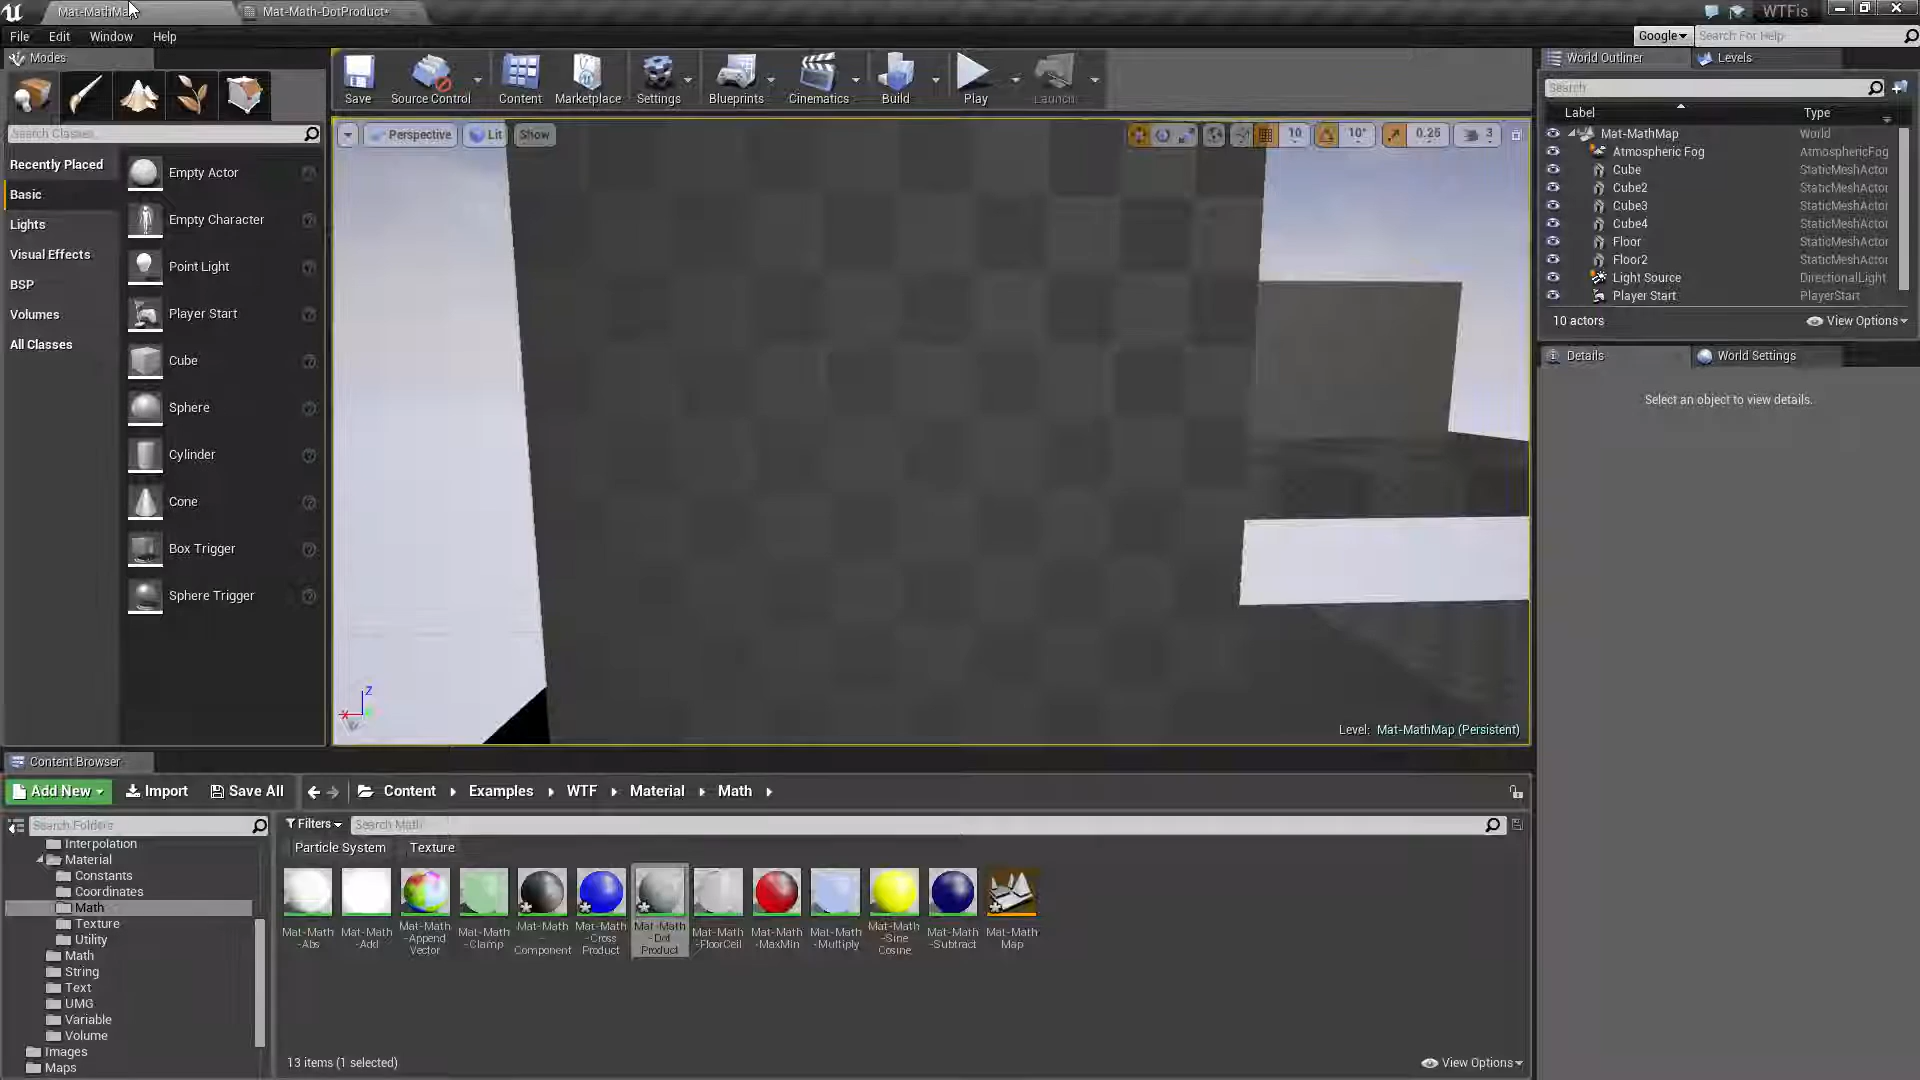 Mat-MathMa
Mat-Math-DotProduct*
WTFis
File Edit Window Help
Google
Search For Help
Modes
Save
Source Control
Content
Marketplace
Settings
Blueprints
Cinematics
Build
Play
Launch
World Outliner
Levels
Search
Label
Type
Search Classes
Perspective
Lit
Show
10
10°
0.25
3
Recently Placed
Basic
Lights
Visual Effects
BSP
Volumes
All Classes
Empty Actor
Empty Character
Point Light
Player Start
Cube
Sphere
Cylinder
Cone
Box Trigger
Sphere Trigger
Mat-MathMap World
Atmospheric Fog AtmosphericFog
Cube StaticMeshActor
Cube2 StaticMeshActor
Cube3 StaticMeshActor
Cube4 StaticMeshActor
Floor StaticMeshActor
Floor2 StaticMeshActor
Light Source DirectionalLight
Player Start PlayerStart
10 actors
View Options
Details
World Settings
Select an object to view details.
Z
X
Level: Mat-MathMap (Persistent)
Content Browser
Add New
Import
Save All
Content
Examples
WTF
Material
Math
Search Folders
Filters
Search Math
Particle System
Texture
Interpolation
Material
Constants
Coordinates
Math
Texture
Utility
Math
String
Text
UMG
Variable
Volume
Images
Maps
Mat-Math
-Abs
Mat-Math
-Add
Mat-Math
-Append
Vector
Mat-Math
-Clamp
Mat-Math
-
Component
Mat-Math
-Cross
Product
Mat-Math
-Dot
Product
Mat-Math
-FloorCeil
Mat-Math
-MaxMin
Mat-Math
-Multiply
Mat-Math
-Sine
Cosine
Mat-Math
-Subtract
Mat-Math
Map
13 items (1 selected)
View Options